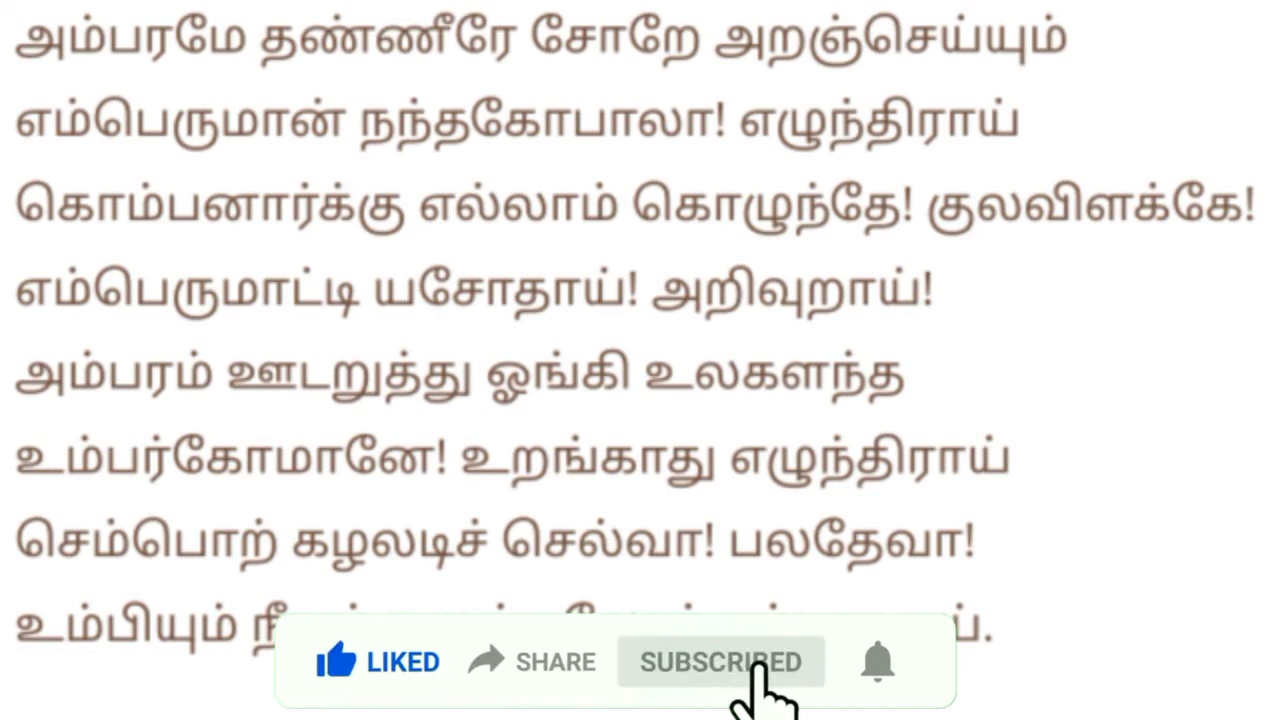 அம்பரமே தண்ணீரே சோறே அறஞ்செய்யும்
எம்பெருமான் நந்தகோபாலா! எழுந்திராய்
கொம்பனார்க்கு எல்லாம் கொழுந்தே! குலவிளக்கே!
எம்பெருமாட்டி யசோதாய்! அறிவுறாய்!
அம்பரம் ஊடறுத்து ஓங்கி உலகளந்த
உம்பர்கோமானே! உறங்காது எழுந்திராய்
செம்பொற் கழலடிச் செல்வா! பலதேவா!
உம்பியும்
LIKED SHARE SUBSCRIBED